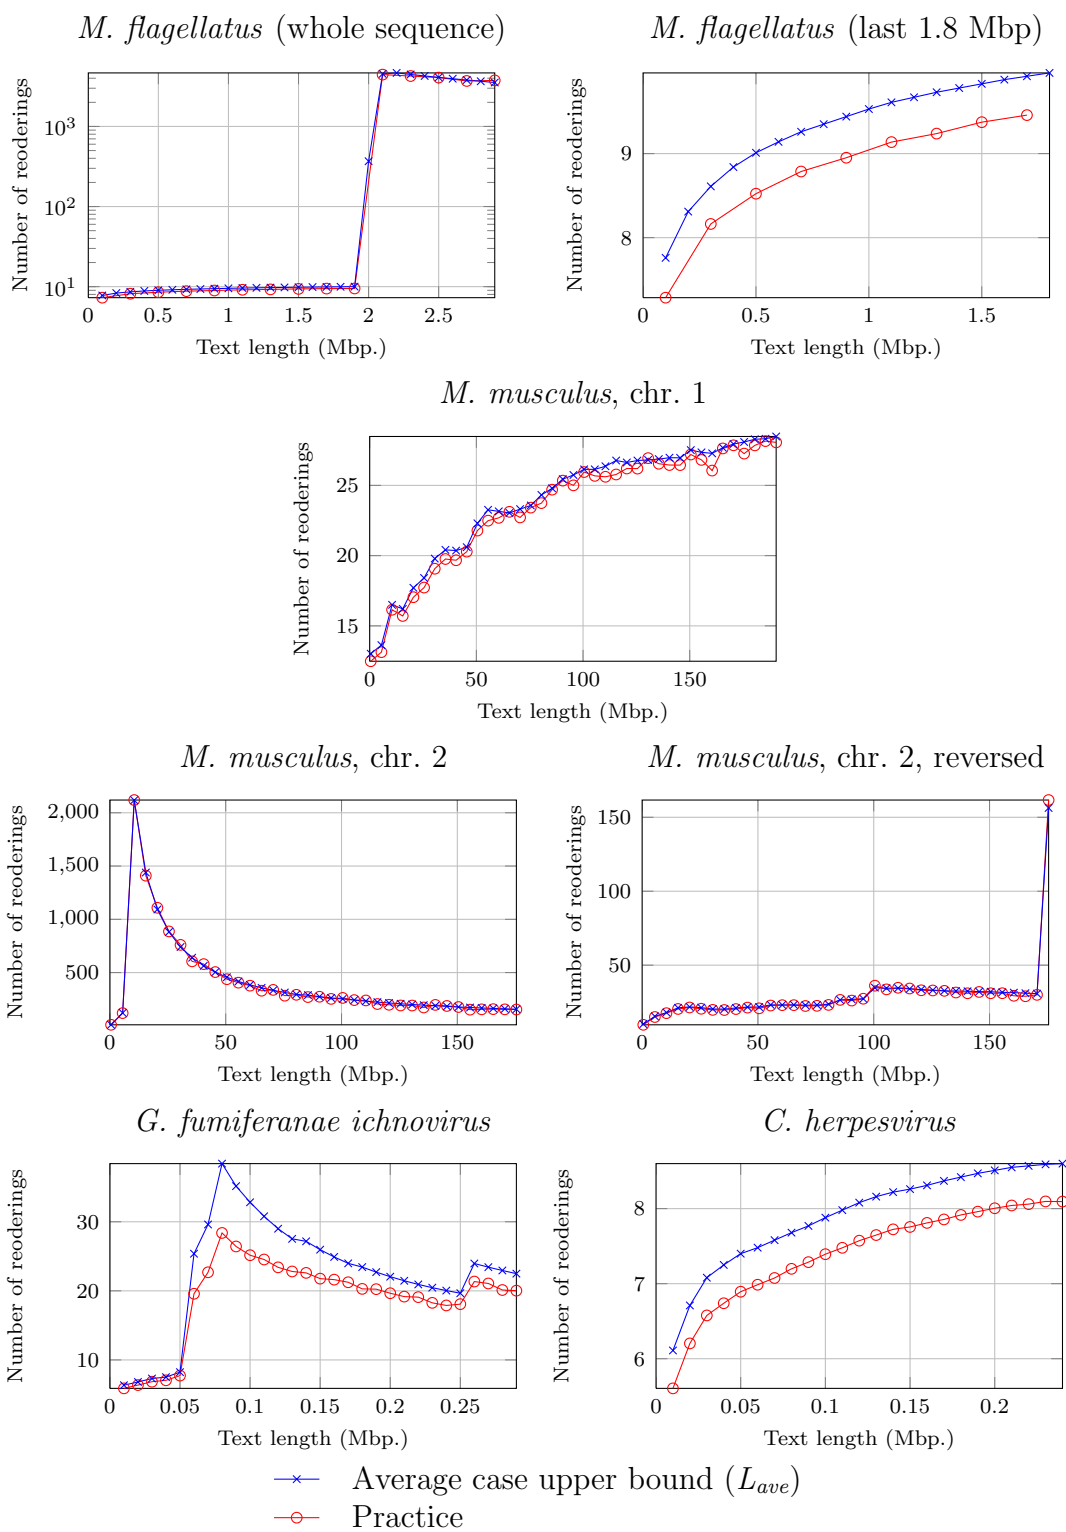 M. flagellatus (whole sequence)
Number of reoderings
10^3
10^2
10^1
0 0.5 1 1.5 2 2.5
Text length (Mbp.)
M. flagellatus (last 1.8 Mbp)
Number of reoderings
9
8
0.5 1 1.5
Text length (Mbp.)
M. musculus, chr. 1
Number of reoderings
25
20
15
0 50 100 150
Text length (Mbp.)
M. musculus, chr. 2
Number of reoderings
2,000
1,500
1,000
500
0 50 100 150
Text length (Mbp.)
M. musculus, chr. 2, reversed
Number of reoderings
150
100
50
0 50 100 150
Text length (Mbp.)
G. fumiferanae ichnovirus
Number of reoderings
30
20
10
0 0.05 0.1 0.15 0.2 0.25
Text length (Mbp.)
C. herpesvirus
Number of reoderings
8
7
6
0 0.05 0.1 0.15 0.2
Text length (Mbp.)
Average case upper bound (L_ave)
Practice